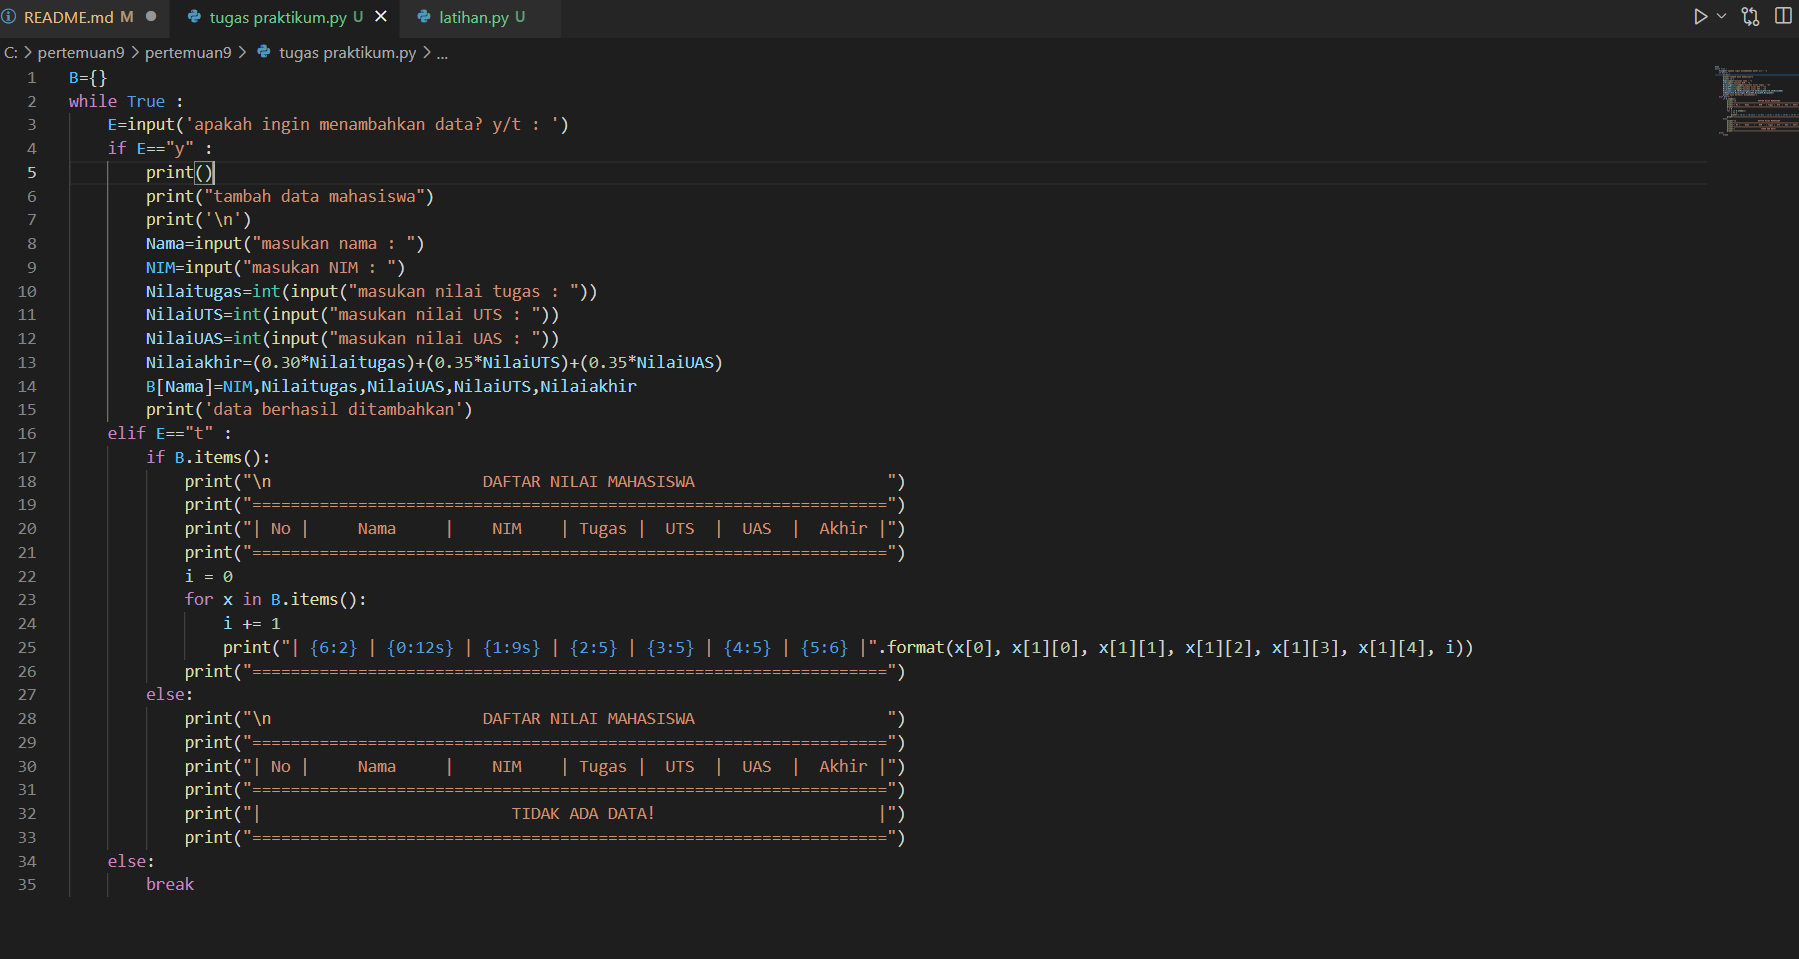 README.md M ● tugas praktikum.py U × latihan.py U
C: > pertemuan9 > pertemuan9 > tugas praktikum.py > ...
1 B={}
2 while True :
3     E=input('apakah ingin menambahkan data? y/t : ')
4     if E=="y" :
5         print()
6         print("tambah data mahasiswa")
7         print('\n')
8         Nama=input("masukan nama : ")
9         NIM=input("masukan NIM : ")
10         Nilaitugas=int(input("masukan nilai tugas : "))
11         NilaiUTS=int(input("masukan nilai UTS : "))
12         NilaiUAS=int(input("masukan nilai UAS : "))
13         Nilaiakhir=(0.30*Nilaitugas)+(0.35*NilaiUTS)+(0.35*NilaiUAS)
14         B[Nama]=NIM,Nilaitugas,NilaiUAS,NilaiUTS,Nilaiakhir
15         print('data berhasil ditambahkan')
16     elif E=="t" :
17         if B.items():
18             print("\n                      DAFTAR NILAI MAHASISWA                    ")
19             print("==================================================================")
20             print("| No |     Nama     |    NIM    | Tugas |  UTS  |  UAS  |  Akhir |")
21             print("==================================================================")
22             i = 0
23             for x in B.items():
24                 i += 1
25                 print("| {6:2} | {0:12s} | {1:9s} | {2:5} | {3:5} | {4:5} | {5:6} |".format(x[0], x[1][0], x[1][1], x[1][2], x[1][3], x[1][4], i))
26             print("==================================================================")
27         else:
28             print("\n                      DAFTAR NILAI MAHASISWA                    ")
29             print("==================================================================")
30             print("| No |     Nama     |    NIM    | Tugas |  UTS  |  UAS  |  Akhir |")
31             print("==================================================================")
32             print("|                          TIDAK ADA DATA!                       |")
33             print("==================================================================")
34     else:
35         break